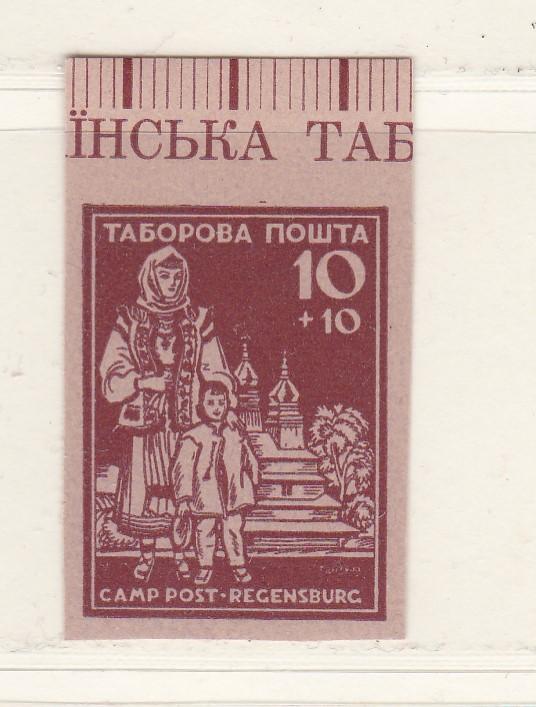 ЇНСЬКА ТАБ
ТАБОРОВА ПОШТА
10
+10
CAMP POST·REGENSBURG